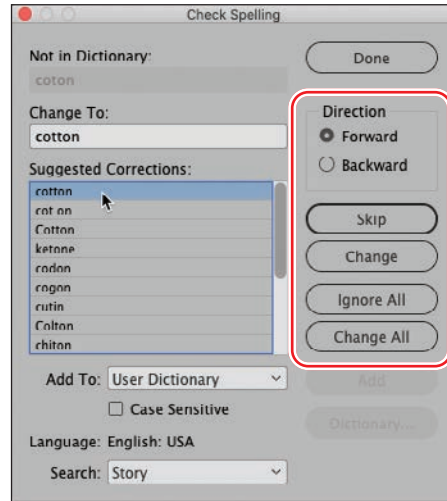 Check Spelling
Not in Dictionary:
coton
Change To:
cotton
Suggested Corrections:
cotton
cot on
Cotton
ketone
codon
cogon
cutin
Colton
chiton
Add To: User Dictionary
Case Sensitive
Language: English: USA
Search: Story
Done
Direction
Forward
Backward
Skip
Change
Ignore All
Change All
Add
Dictionary...